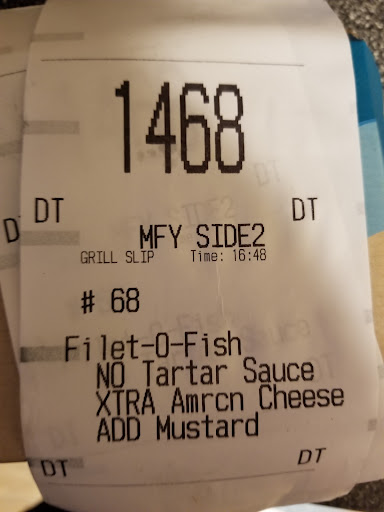 1468
DT DT
MFY SIDE2
GRILL SLIP Time: 16:48
# 68
Filet-O-Fish
NO Tartar Sauce
XTRA Amrcn Cheese
ADD Mustard
DT DT